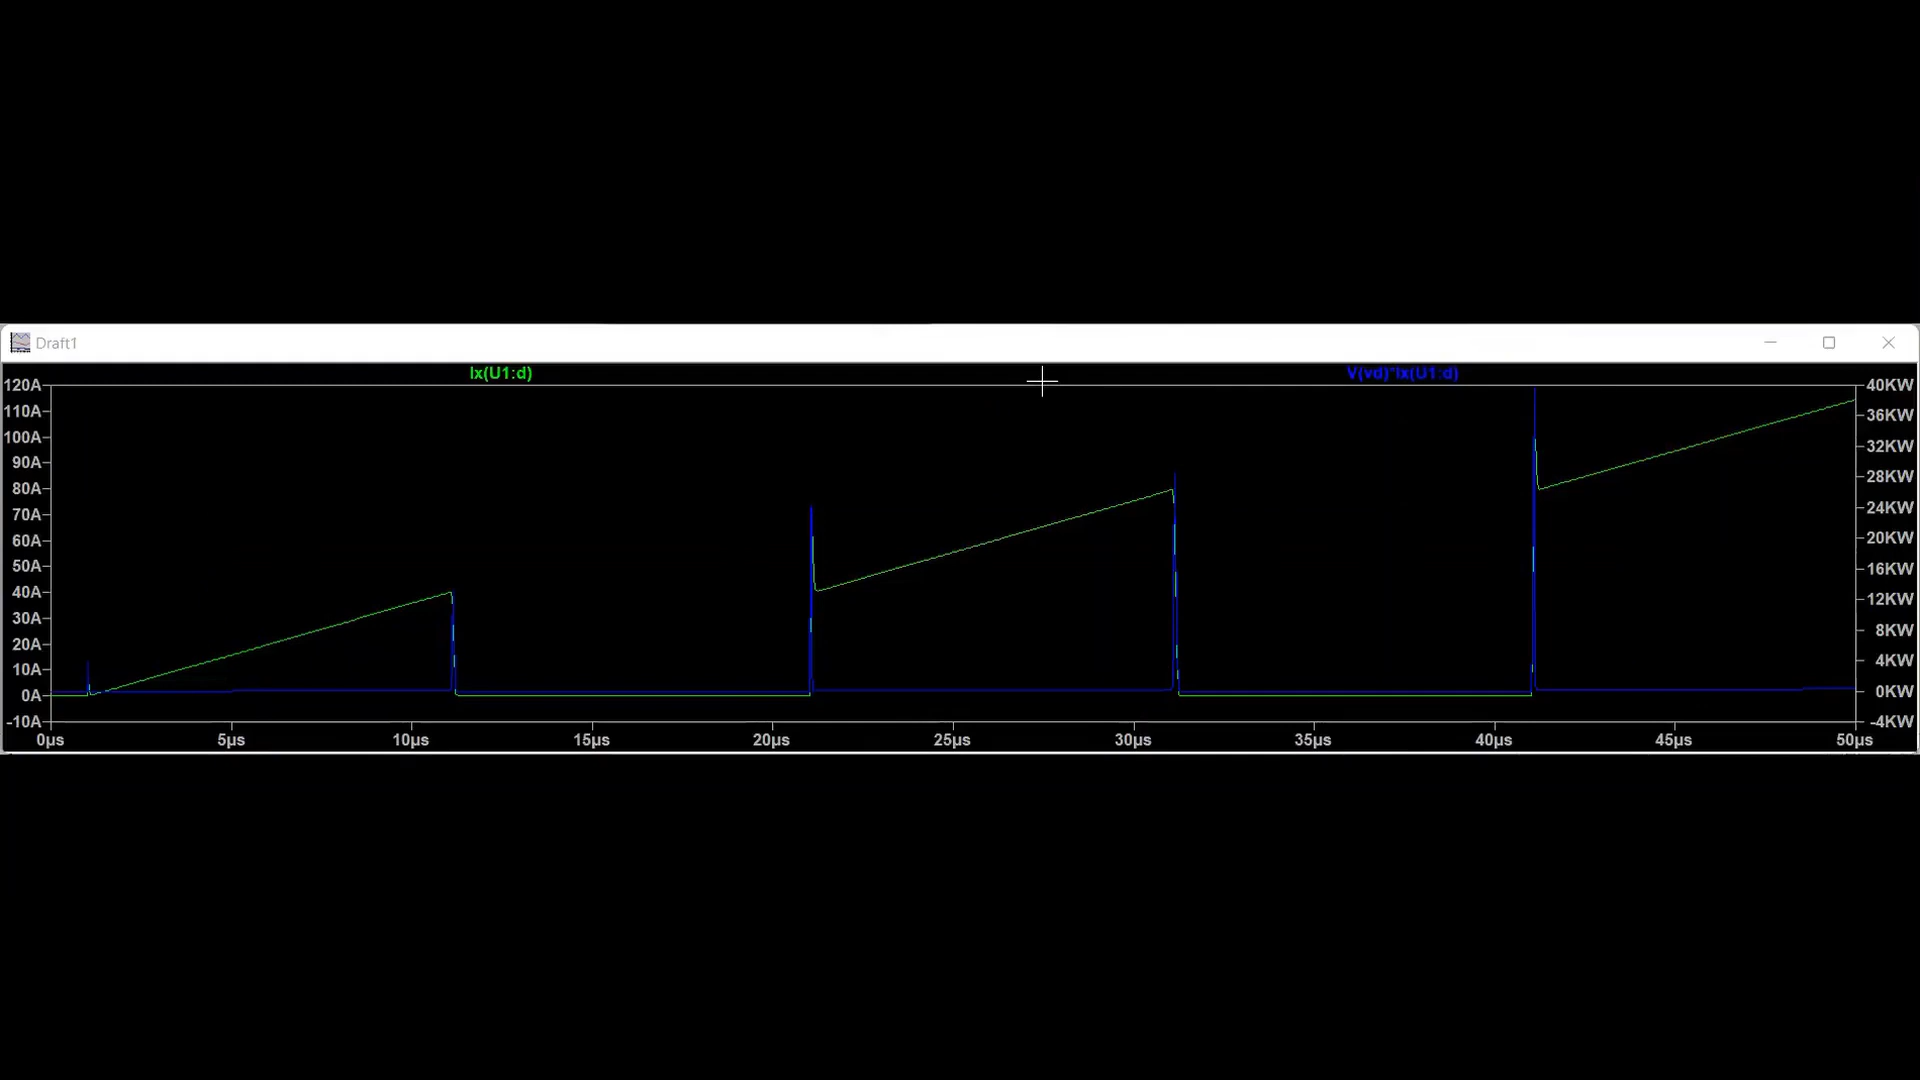 Draft1
Ix(U1:d) V(vd)*Ix(U1:d)
120A 40KW
110A 36KW
100A 32KW
90A 28KW
80A 24KW
70A 20KW
60A 16KW
50A 12KW
40A 8KW
30A 4KW
20A 0KW
10A -4KW
0A
-10A
0µs 5µs 10µs 15µs 20µs 25µs 30µs 35µs 40µs 45µs 50µs